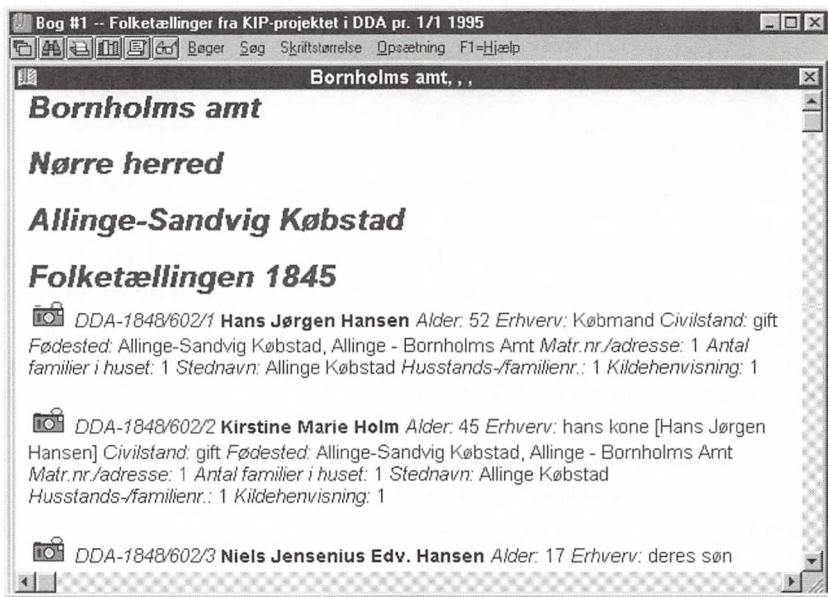 Bog #1 -- Folketællinger fra KIP-projektet i DDA pr. 1/1 1995
Bøger Søg Skriftstørrelse Opsætning F1=Hjælp
Bornholms amt, , ,
Bornholms amt
Nørre herred
Allinge-Sandvig Købstad
Folketællingen 1845
DDA-1848/602/1 Hans Jørgen Hansen Alder: 52 Erhverv: Købmand Civilstand: gift
Fødested: Allinge-Sandvig Købstad, Allinge - Bornholms Amt Matr.nr./adresse: 1 Antal
familier i huset: 1 Stednavn: Allinge Købstad Husstands-/familienr.: 1 Kildehenvisning: 1
DDA-1848/602/2 Kirstine Marie Holm Alder: 45 Erhverv: hans kone [Hans Jørgen
Hansen] Civilstand: gift Fødested: Allinge-Sandvig Købstad, Allinge - Bornholms Amt
Matr.nr./adresse: 1 Antal familier i huset: 1 Stednavn: Allinge Købstad
Husstands-/familienr.: 1 Kildehenvisning: 1
DDA-1848/602/3 Niels Jensenius Edv. Hansen Alder: 17 Erhverv: deres søn